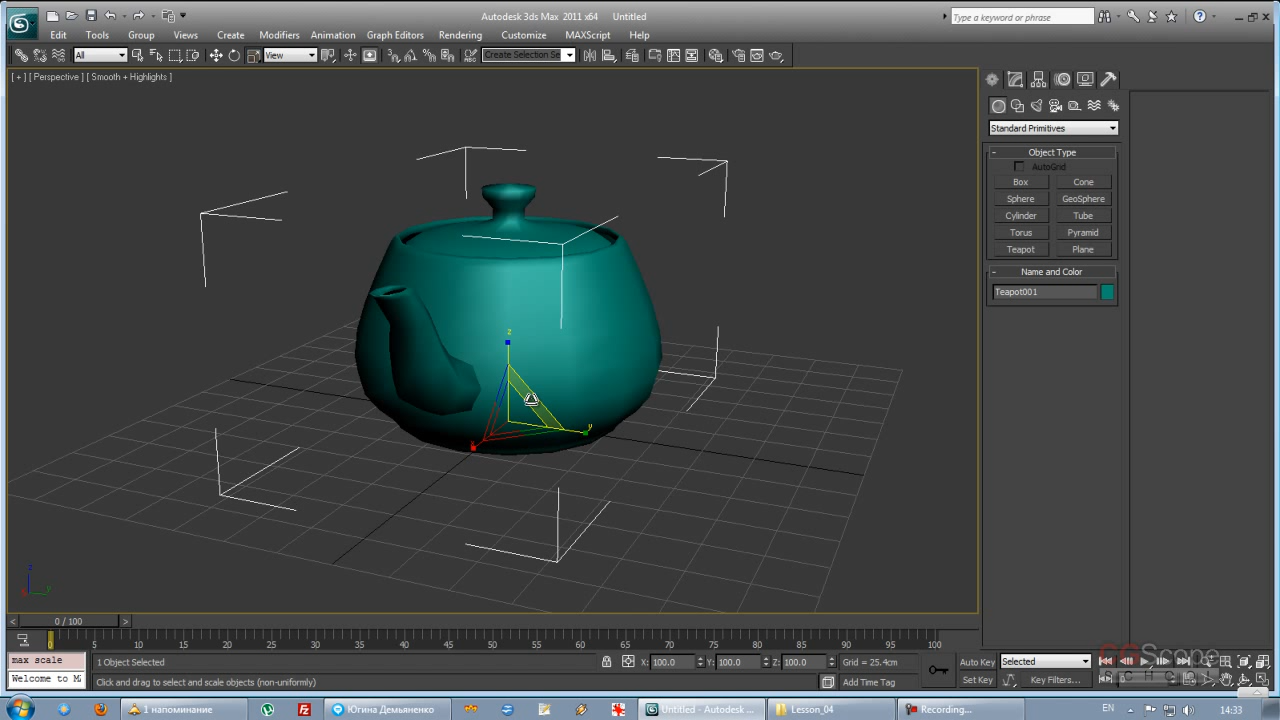 Autodesk 3ds Max 2011 x64 Untitled
Type a keyword or phrase
Edit Tools Group Views Create Modifiers Animation Graph Editors Rendering Customize MAXScript Help
All View Create Selection Se
[ + ] [ Perspective ] [ Smooth + Highlights ]
Standard Primitives
- Object Type
AutoGrid
Box Cone
Sphere GeoSphere
Cylinder Tube
Torus Pyramid
Teapot Plane
- Name and Color
Teapot001
z
y
x
z
x y
< 0 / 100 >
0 5 10 15 20 25 30 35 40 45 50 55 60 65 70 75 80 85 90 95 100
max scale 1 Object Selected X: 100.0 Y: 100.0 Z: 100.0 Grid = 25.4cm Auto Key Selected
Welcome to M Click and drag to select and scale objects (non-uniformly) Add Time Tag Set Key Key Filters... 0
CGScope
1 напоминание Югина Демьяненко Untitled - Autodesk ... Lesson_04 Recording... EN 14:33